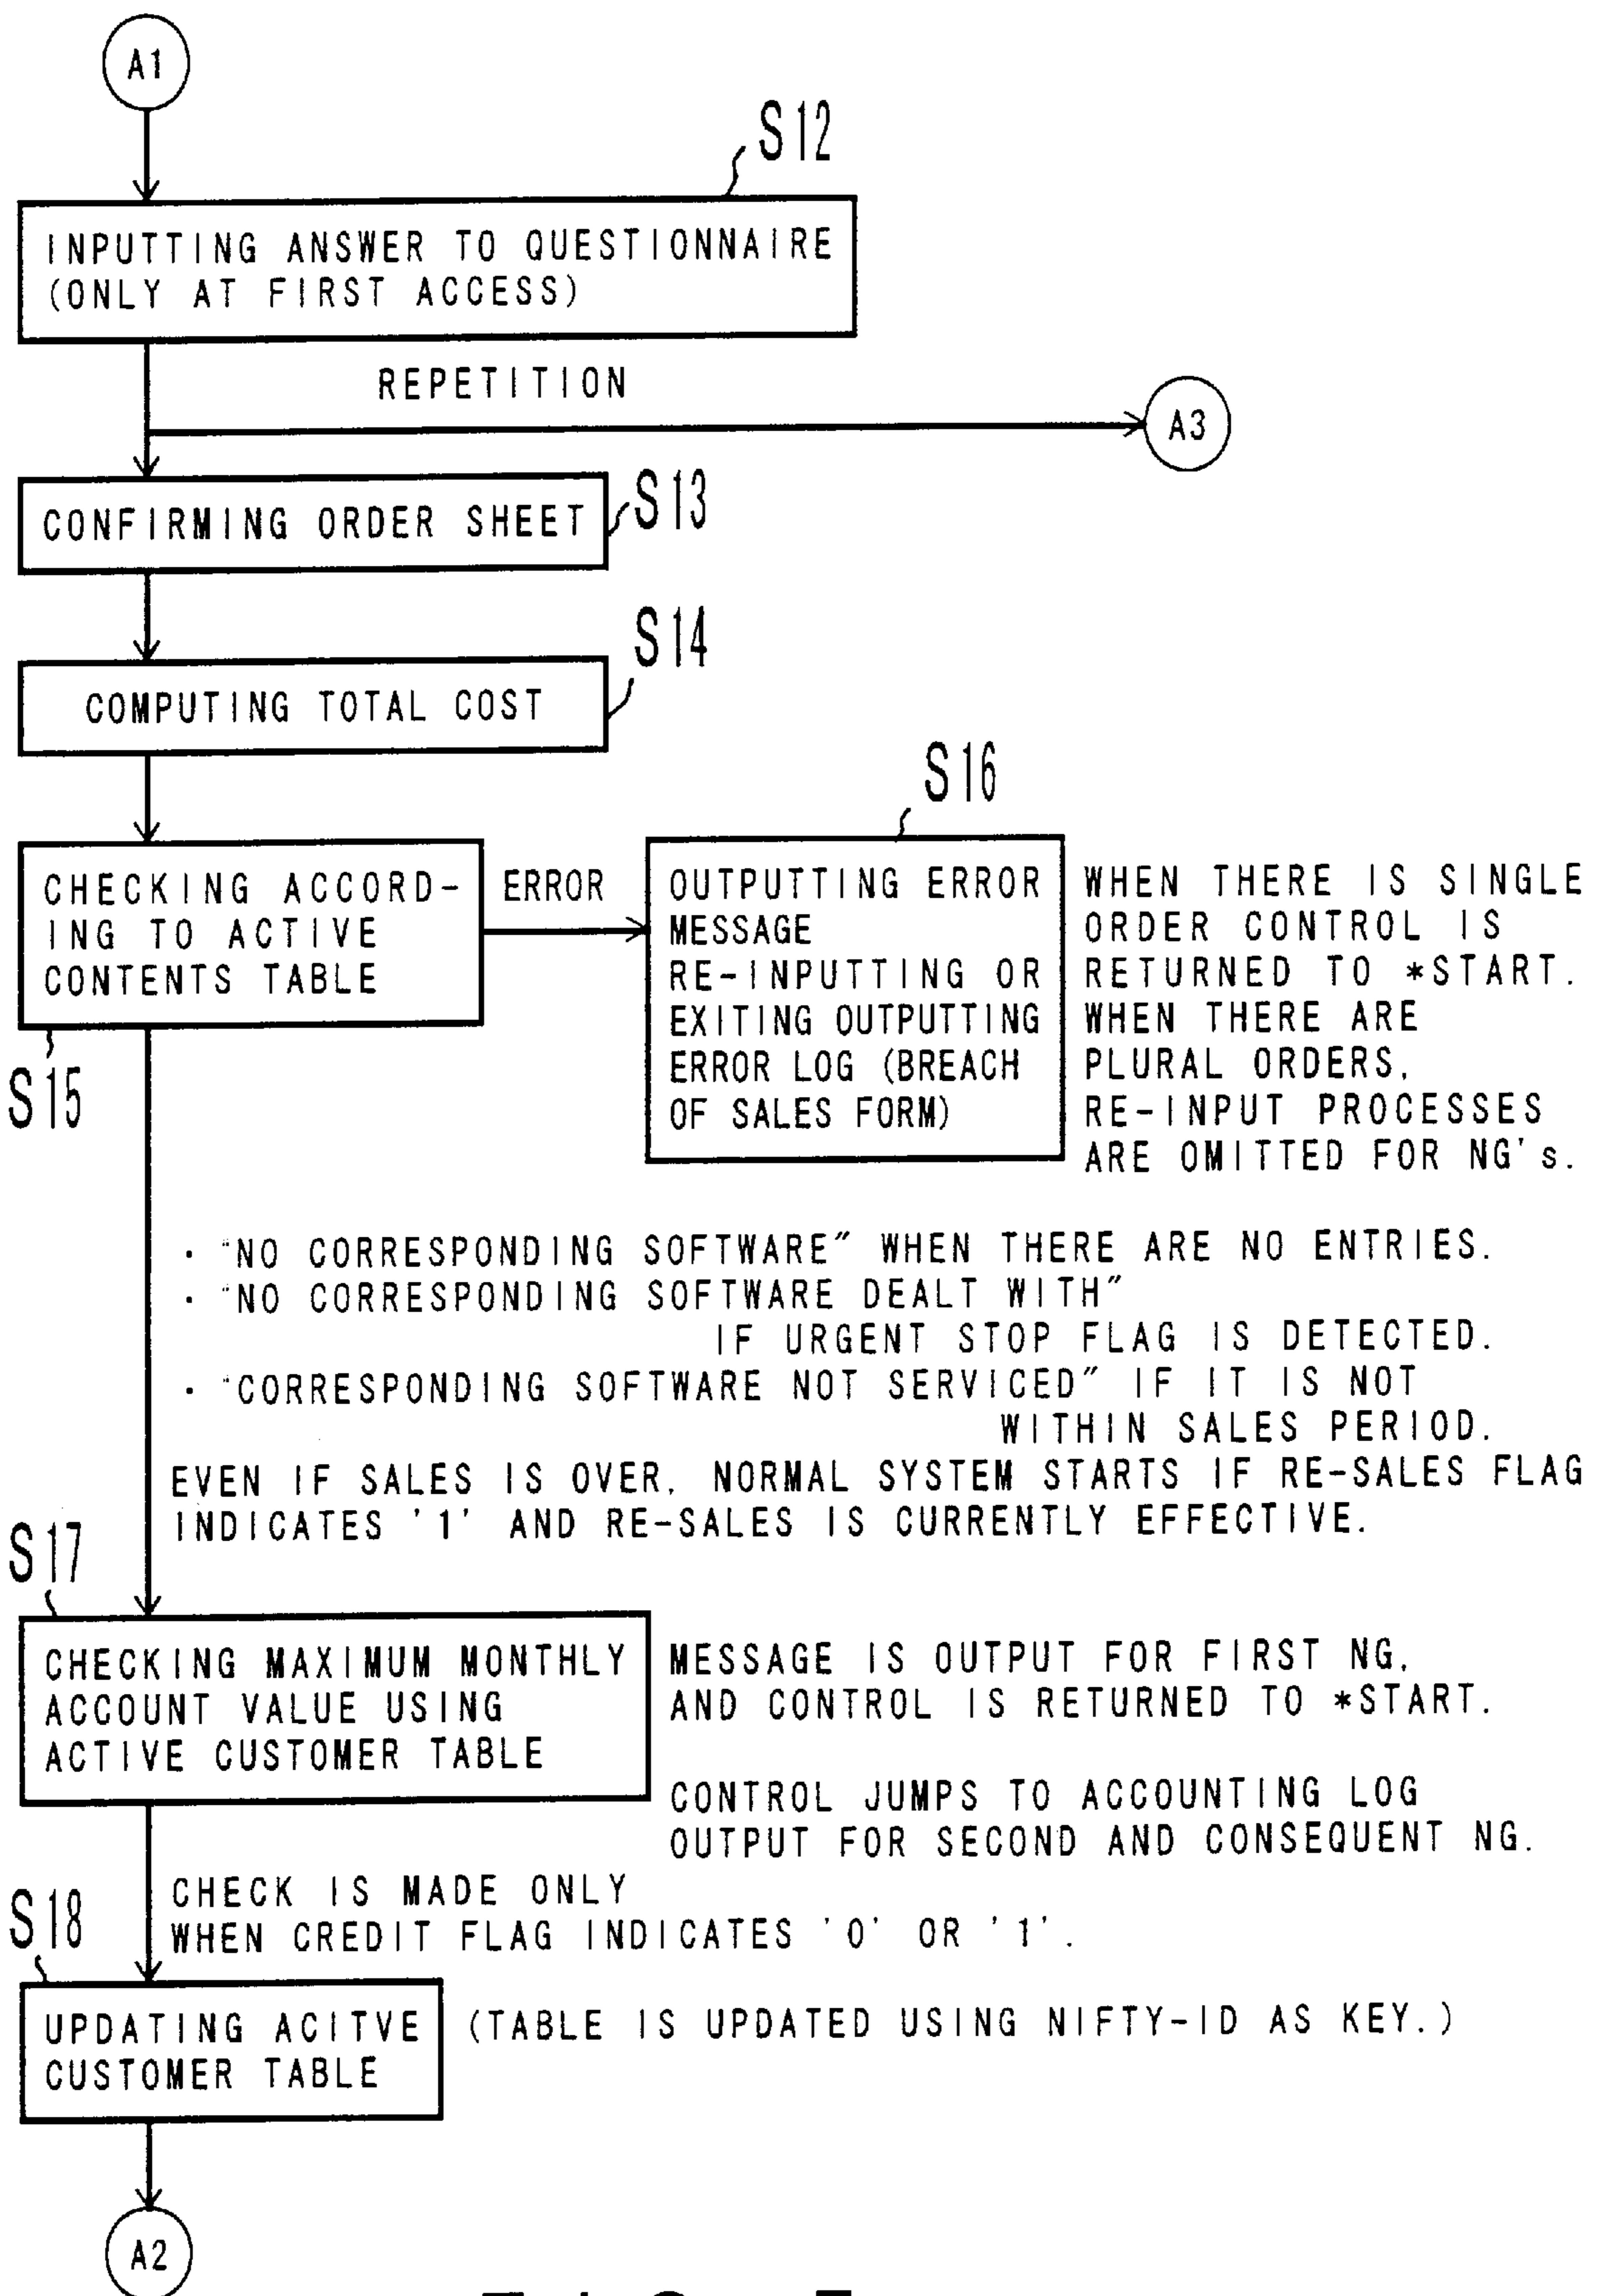 A1
S12
INPUTTING ANSWER TO QUESTIONNAIRE
(ONLY AT FIRST ACCESS)
REPETITION
A3
CONFIRMING ORDER SHEET
S13
S14
COMPUTING TOTAL COST
S16
CHECKING ACCORD-
ING TO ACTIVE
CONTENTS TABLE
S15
ERROR
OUTPUTTING ERROR
MESSAGE
RE-INPUTTING OR
EXITING OUTPUTTING
ERROR LOG (BREACH
OF SALES FORM)
WHEN THERE IS SINGLE
ORDER CONTROL IS
RETURNED TO *START.
WHEN THERE ARE
PLURAL ORDERS,
RE-INPUT PROCESSES
ARE OMITTED FOR NG's.
· "NO CORRESPONDING SOFTWARE" WHEN THERE ARE NO ENTRIES.
· "NO CORRESPONDING SOFTWARE DEALT WITH"
IF URGENT STOP FLAG IS DETECTED.
· "CORRESPONDING SOFTWARE NOT SERVICED" IF IT IS NOT
WITHIN SALES PERIOD.
EVEN IF SALES IS OVER, NORMAL SYSTEM STARTS IF RE-SALES FLAG
INDICATES '1' AND RE-SALES IS CURRENTLY EFFECTIVE.
S17
CHECKING MAXIMUM MONTHLY
ACCOUNT VALUE USING
ACTIVE CUSTOMER TABLE
MESSAGE IS OUTPUT FOR FIRST NG,
AND CONTROL IS RETURNED TO *START.
CONTROL JUMPS TO ACCOUNTING LOG
OUTPUT FOR SECOND AND CONSEQUENT NG.
CHECK IS MADE ONLY
WHEN CREDIT FLAG INDICATES '0' OR '1'.
S18
UPDATING ACITVE
CUSTOMER TABLE
(TABLE IS UPDATED USING NIFTY-ID AS KEY.)
A2